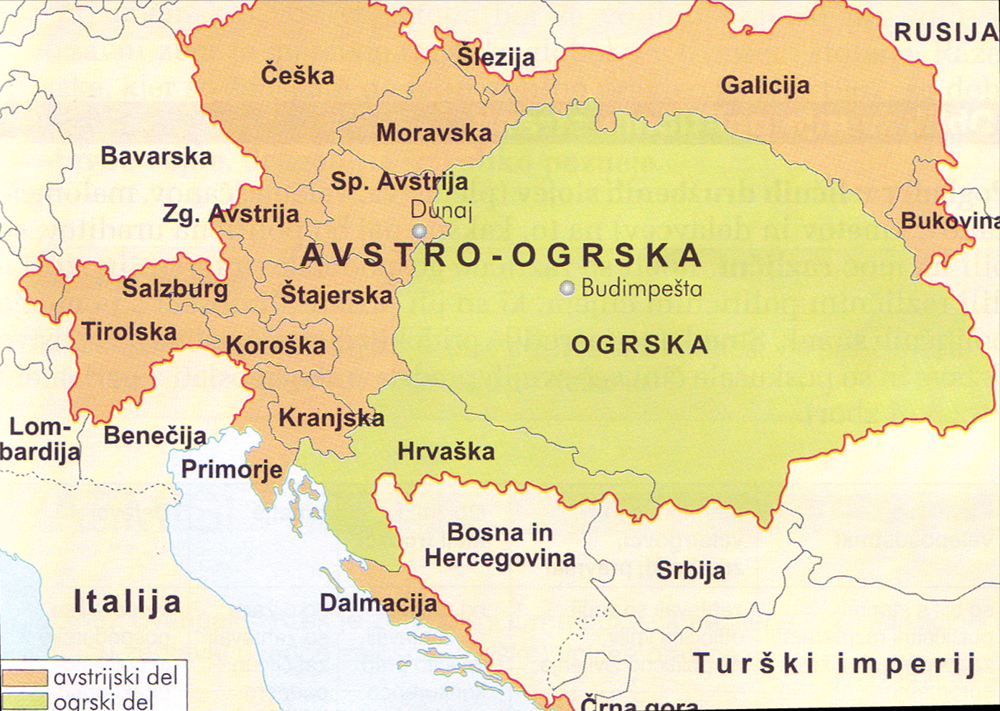 RUSIJA
Šlezija
Češka
Galicija
Moravska
Bavarska
Sp. Avstrija
Dunaj
Zg. Avstrija
Bukovina
AVSTRO-OGRSKA
Salzburg
Štajerska
Budimpešta
Tirolska
Koroška
OGRSKA
Kranjska
Lom-
bardija
Benečija
Hrvaška
Primorje
Bosna in
Hercegovina
Srbija
Italija
Dalmacija
Turški imperij
avstrijski del
ogrski del
Črna gora